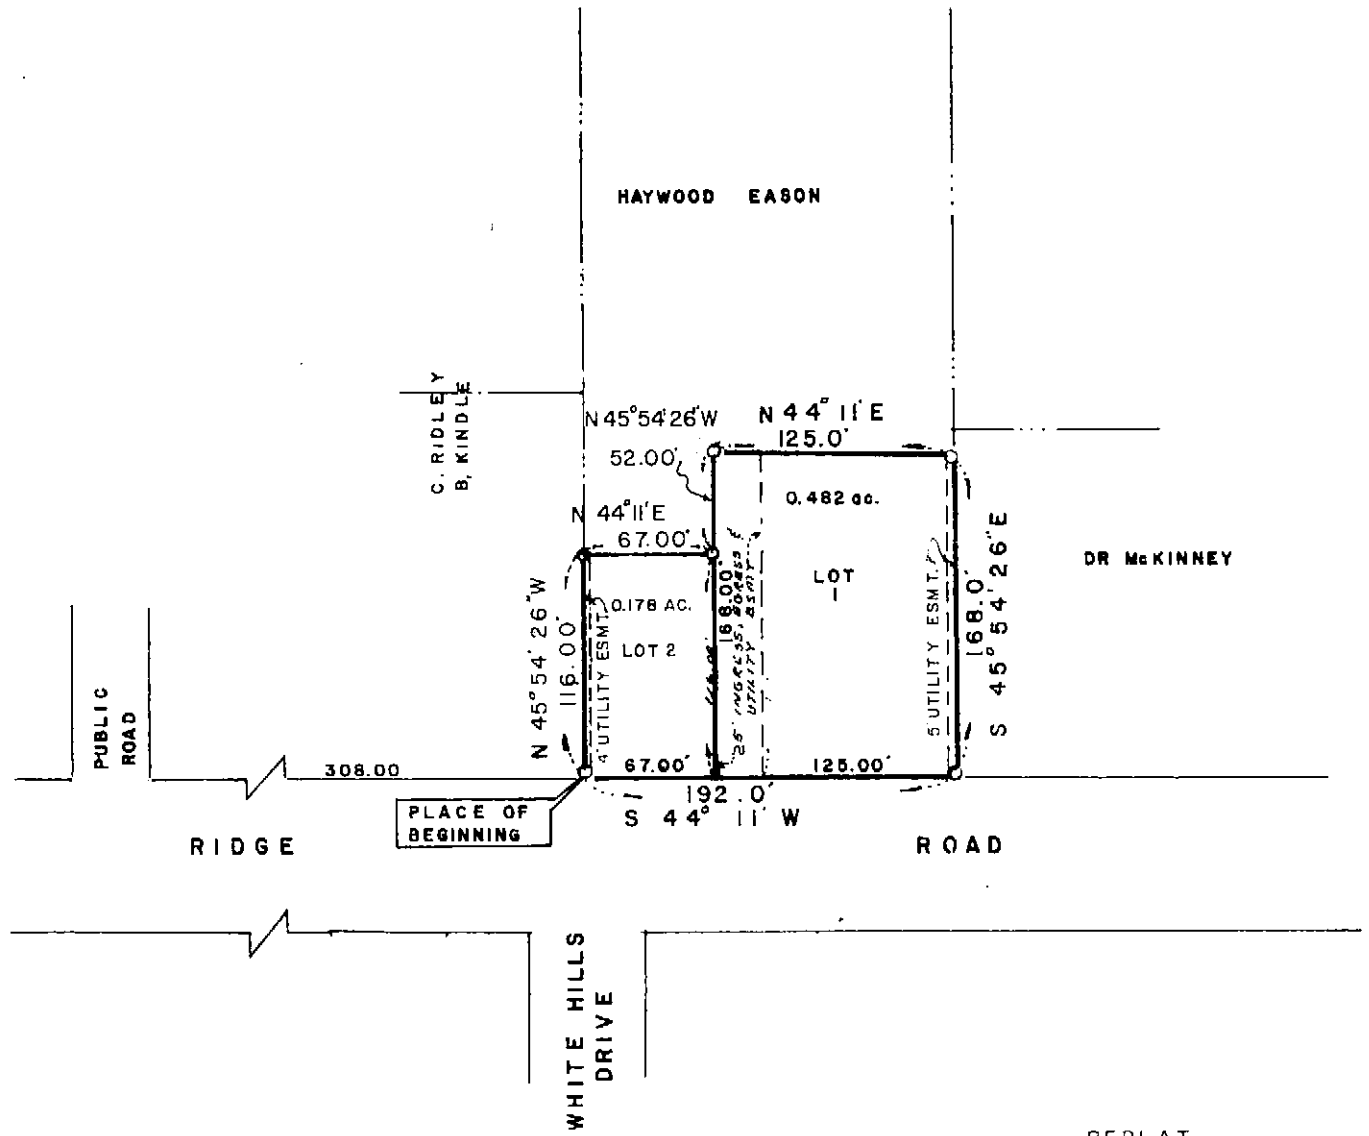 HAYWOOD EASON
C. RIDLEY
B. KINDLE
N 45° 54' 26" W
52.00'
N 44° 11' E
125.0'
0.482 ac.
LOT
1
N 44° 11' E
67.00'
0.178 AC.
LOT 2
N 45° 54' 26" W
116.00'
4' UTILITY ESMT.
168.00'
116.00'
25' INGRESS, EGRESS &
UTILITY ESMT
5' UTILITY ESMT.
168.0'
S 45° 54' 26" E
DR McKINNEY
PUBLIC
ROAD
308.00
67.00'
125.00'
192.0'
S 44° 11' W
PLACE OF
BEGINNING
RIDGE ROAD
WHITE HILLS
DRIVE
REPLAT